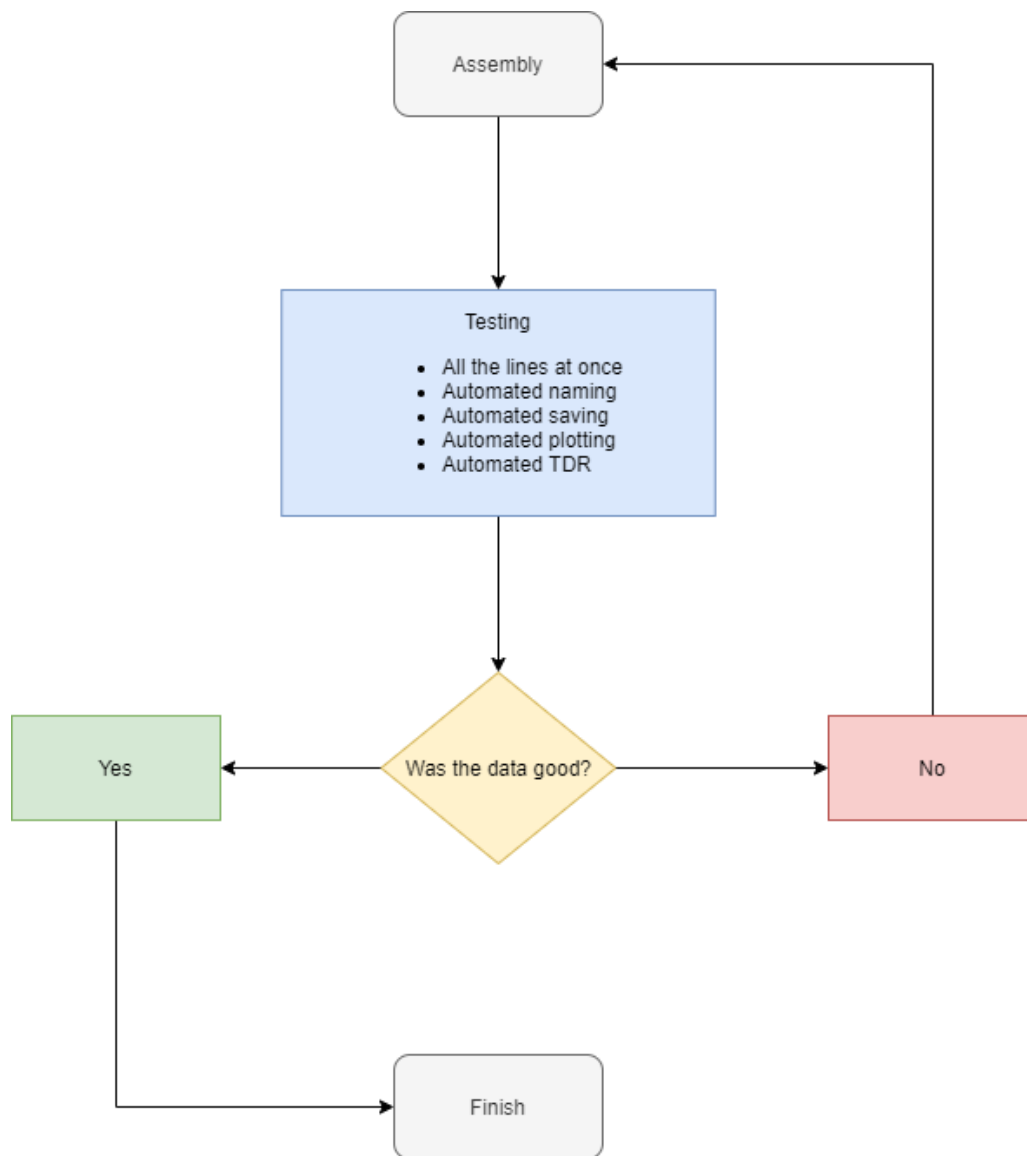 Assembly
Testing
• All the lines at once
• Automated naming
• Automated saving
• Automated plotting
• Automated TDR
Yes
Was the data good?
No
Finish